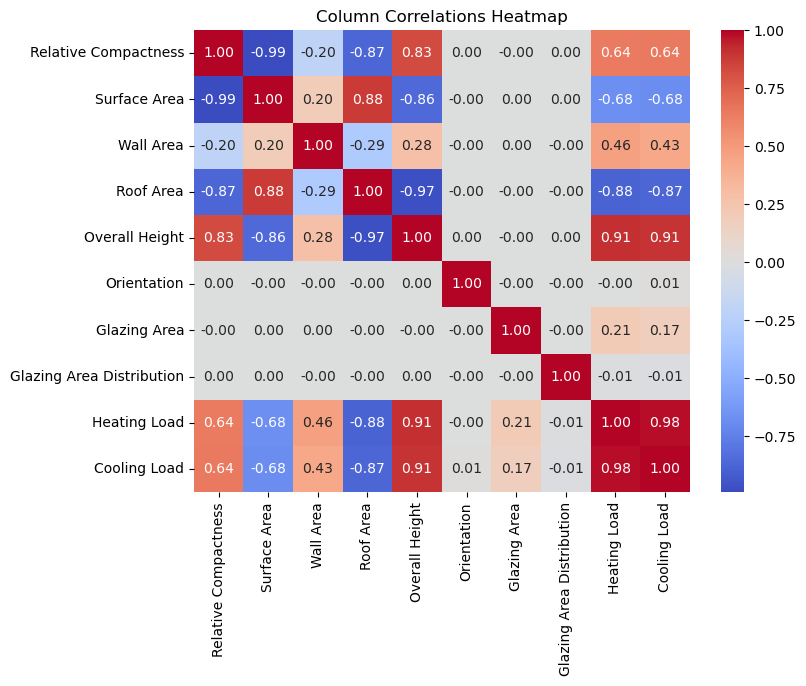 Column Correlations Heatmap
Relative Compactness 1.00 -0.99 -0.20 -0.87 0.83 0.00 -0.00 0.00 0.64 0.64
Surface Area -0.99 1.00 0.20 0.88 -0.86 -0.00 0.00 0.00 -0.68 -0.68
Wall Area -0.20 0.20 1.00 -0.29 0.28 -0.00 0.00 -0.00 0.46 0.43
Roof Area -0.87 0.88 -0.29 1.00 -0.97 -0.00 -0.00 -0.00 -0.88 -0.87
Overall Height 0.83 -0.86 0.28 -0.97 1.00 0.00 -0.00 0.00 0.91 0.91
Orientation 0.00 -0.00 -0.00 -0.00 0.00 1.00 -0.00 -0.00 -0.00 0.01
Glazing Area -0.00 0.00 0.00 -0.00 -0.00 -0.00 1.00 -0.00 0.21 0.17
Glazing Area Distribution 0.00 0.00 -0.00 -0.00 0.00 -0.00 -0.00 1.00 -0.01 -0.01
Heating Load 0.64 -0.68 0.46 -0.88 0.91 -0.00 0.21 -0.01 1.00 0.98
Cooling Load 0.64 -0.68 0.43 -0.87 0.91 0.01 0.17 -0.01 0.98 1.00
Relative Compactness
Surface Area
Wall Area
Roof Area
Overall Height
Orientation
Glazing Area
Glazing Area Distribution
Heating Load
Cooling Load
1.00
0.75
0.50
0.25
0.00
−0.25
−0.50
−0.75